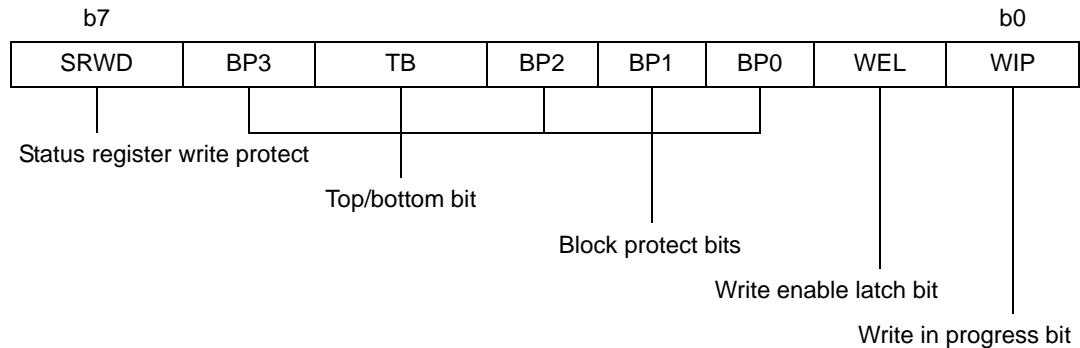 b7 b0
SRWD BP3 TB BP2 BP1 BP0 WEL WIP
Status register write protect
Top/bottom bit
Block protect bits
Write enable latch bit
Write in progress bit